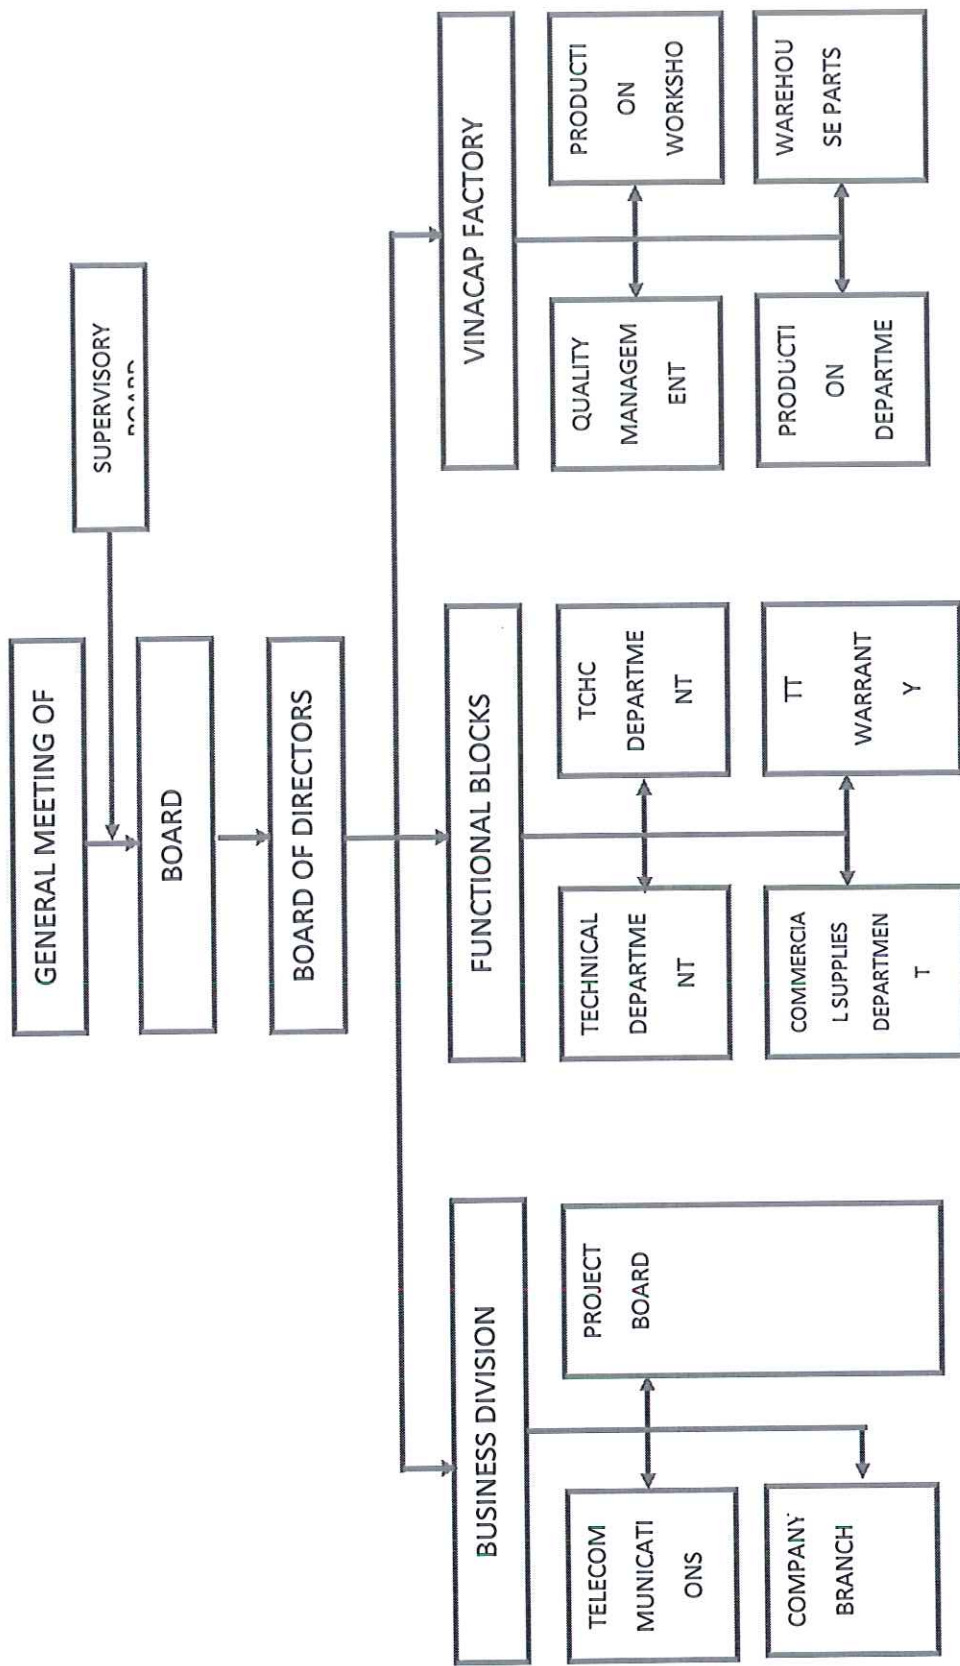 GENERAL MEETING OF
SUPERVISORY
BOARD
BOARD
BOARD OF DIRECTORS
BUSINESS DIVISION
FUNCTIONAL BLOCKS
VINACAP FACTORY
TELECOM
MUNICATI
ONS
PROJECT
BOARD
TECHNICAL
DEPARTME
NT
TCHC
DEPARTME
NT
QUALITY
MANAGEM
ENT
PRODUCTI
ON
WORKSHO
COMPANY
BRANCH
COMMERCIA
L SUPPLIES
DEPARTMEN
T
TT
WARRANT
Y
PRODUCTI
ON
DEPARTME
WAREHOU
SE PARTS